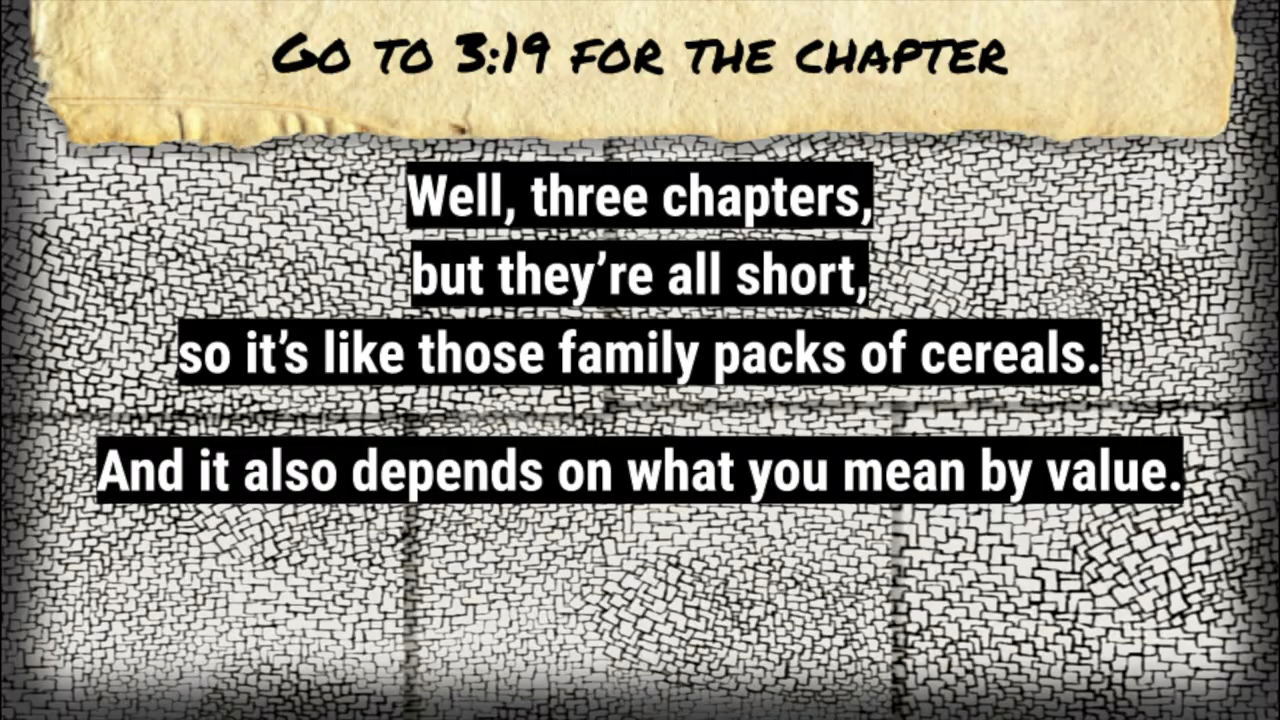 Go to 3:19 for the chapter
Well, three chapters,
but they’re all short,
so it’s like those family packs of cereals.
And it also depends on what you mean by value.